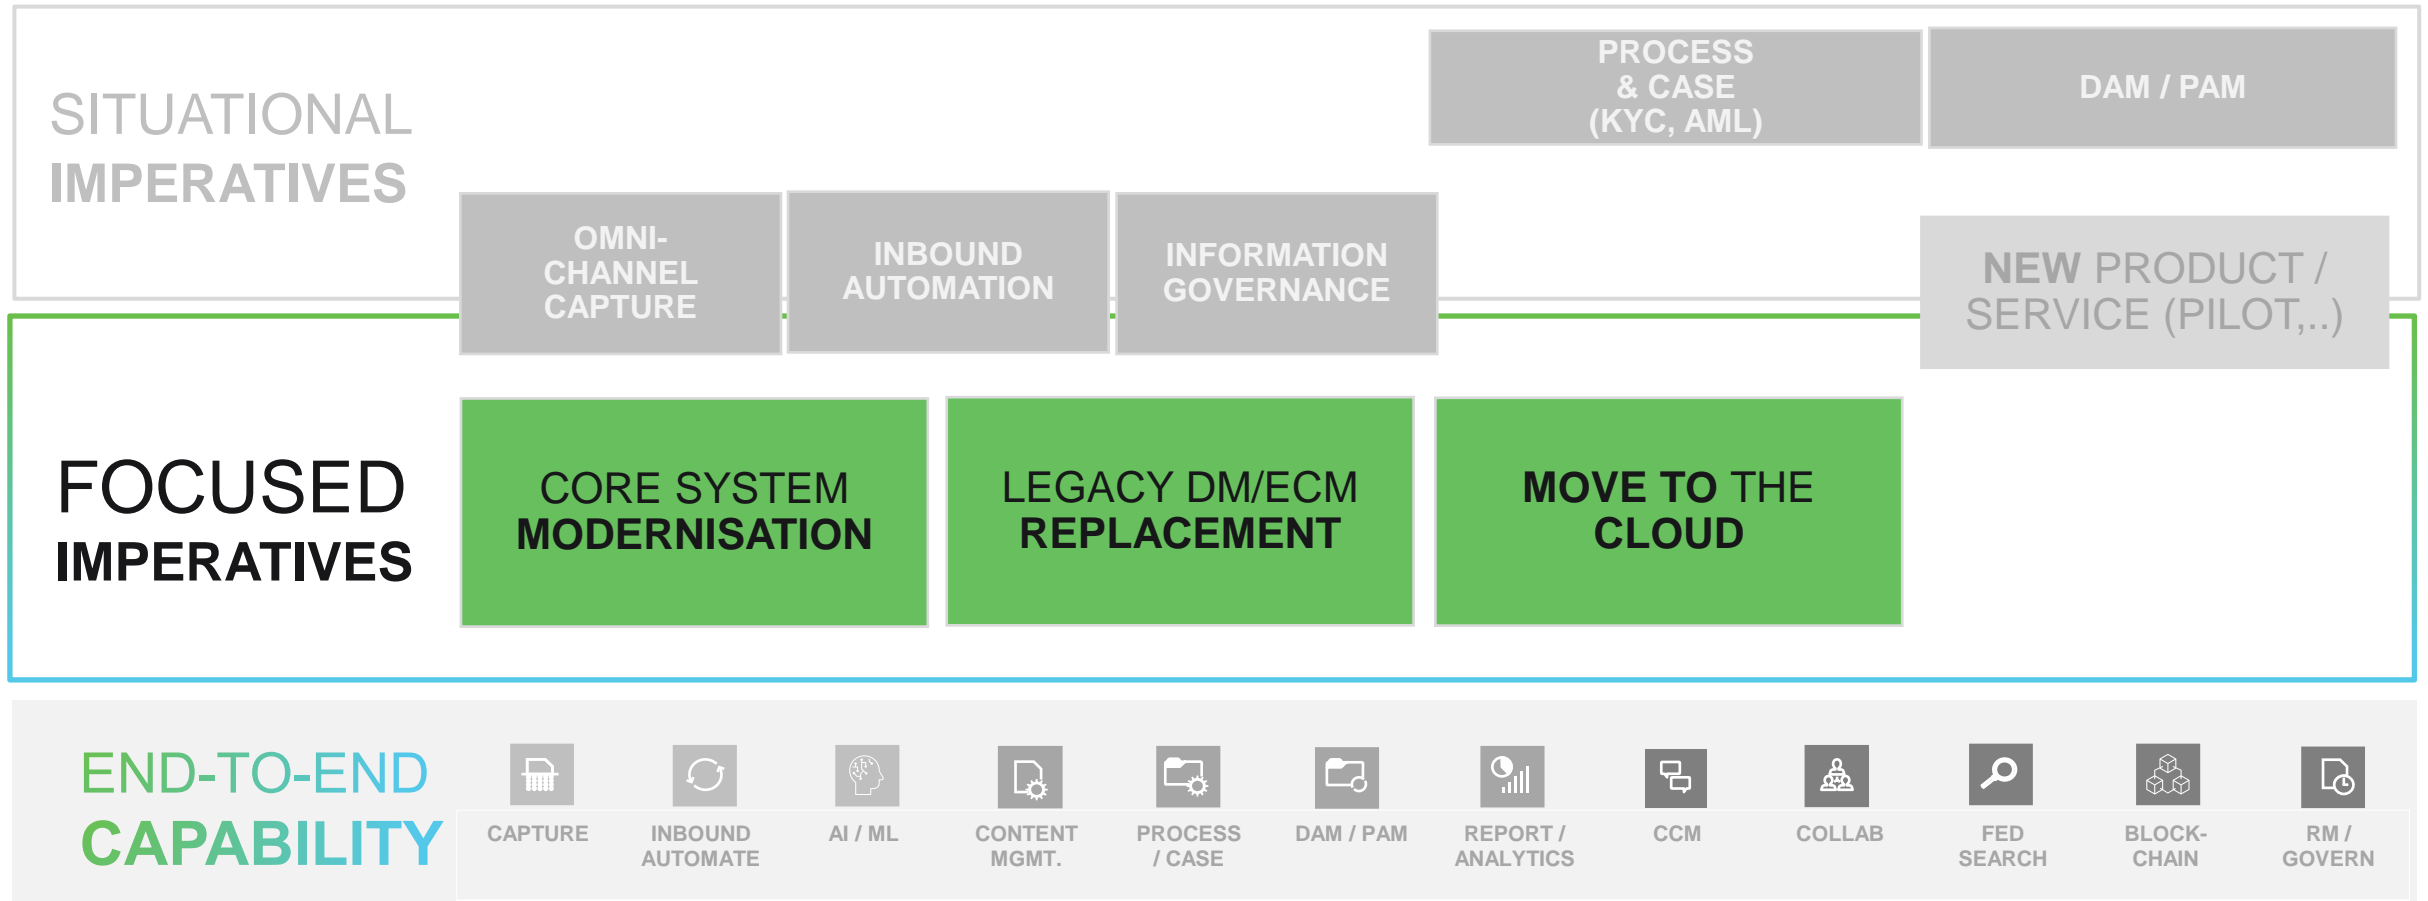 SITUATIONAL
IMPERATIVES
PROCESS
& CASE
(KYC, AML)
DAM / PAM
OMNI-
CHANNEL
CAPTURE
INBOUND
AUTOMATION
INFORMATION
GOVERNANCE
NEW PRODUCT /
SERVICE (PILOT,..)
FOCUSED
IMPERATIVES
CORE SYSTEM
MODERNISATION
LEGACY DM/ECM
REPLACEMENT
MOVE TO THE
CLOUD
END-TO-END
CAPABILITY
CAPTURE
INBOUND
AUTOMATE
AI / ML
CONTENT
MGMT.
PROCESS
/ CASE
DAM / PAM
REPORT /
ANALYTICS
CCM
COLLAB
FED
SEARCH
BLOCK-
CHAIN
RM /
GOVERN